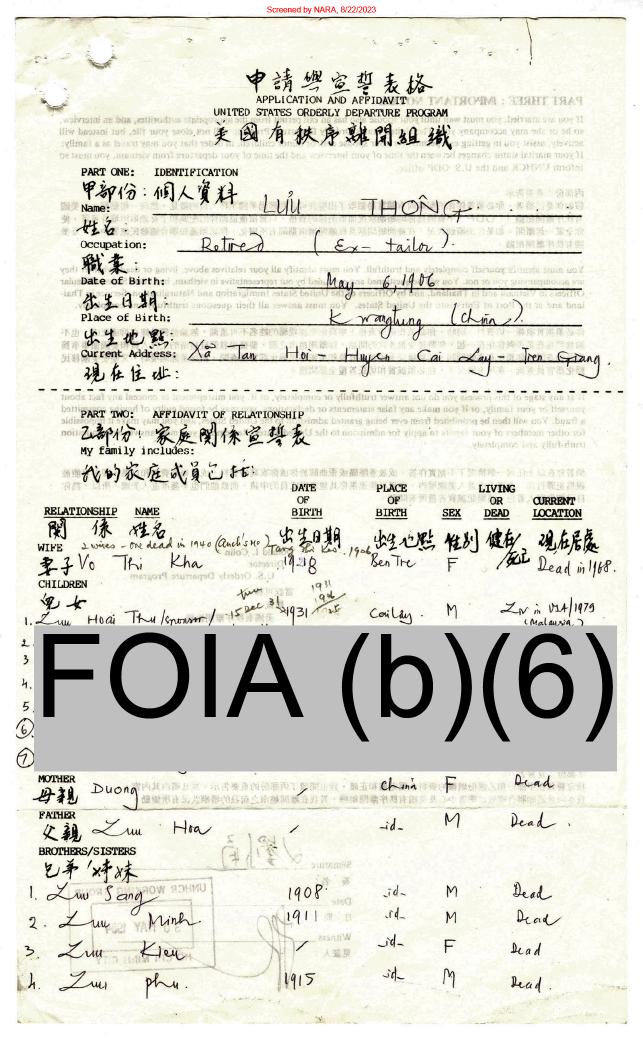 Screened by NARA, 8/22/2023
申請與宣誓表格
APPLICATION AND AFFIDAVIT
UNITED STATES ORDERLY DEPARTURE PROGRAM
美國有秩序離開組織
PART ONE: IDENTIFICATION
甲部份:個人資料
Name: LƯU THÔNG
姓名:
Occupation: Retired (Ex-tailor).
職業:
Date of Birth: May 6, 1906
出生日期:
Place of Birth: Kwangtung (China)
出生地點:
Current Address: Xã Tan Hoi - Huyen Cai Lay - Tien Giang.
現在住址:
PART TWO: AFFIDAVIT OF RELATIONSHIP
乙部份:家庭関係宣誓表
My family includes:
我的家庭成員包括:
RELATIONSHIP NAME DATE OF BIRTH PLACE OF BIRTH SEX LIVING OR DEAD CURRENT LOCATION
関係 姓名 出生日期 出生地點 性別 健在/死亡 現在居處
WIFE 2 wives - one dead in 1940 1906
妻子 Vo Thi Kha 1918 Ben Tre F Dead in 1968.
CHILDREN 1911
兒女 15 Dec 31
1. Luu Hoai Thu/sponsor/ 1931 Cailay. M Liv in USA/1979
(Malaysia)
2.
3
4.
5.
6
7
FOIA (b)(6)
MOTHER
母親 Duong / China F Dead
FATHER
父親 Luu Hoa / -id- M Dead.
BROTHERS/SISTERS
兄弟/姊妹
1. Luu Sang 1908 -id- M Dead
2. Luu Minh 1911 -id- M Dead
3 Luu Kieu / -id- F Dead
4. Luu Phu. 1915 -id- M Dead.